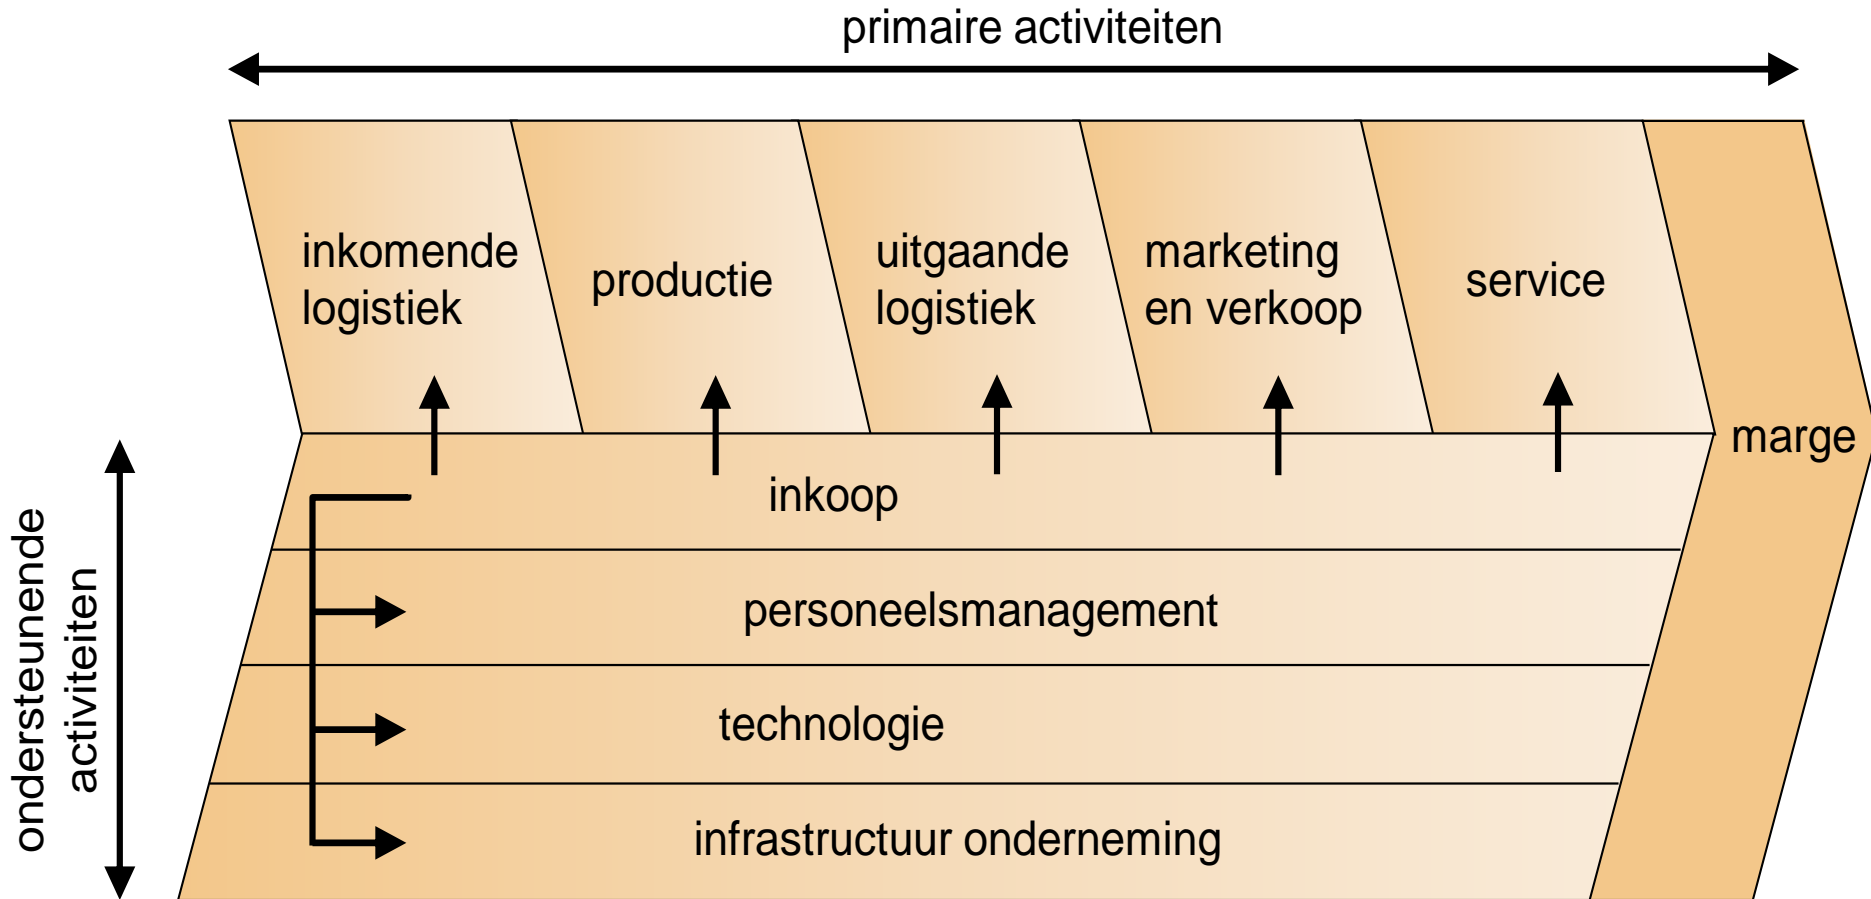 primaire activiteiten
inkomende
logistiek
productie
uitgaande
logistiek
marketing
en verkoop
service
marge
ondersteunende
activiteiten
inkoop
personeelsmanagement
technologie
infrastructuur onderneming